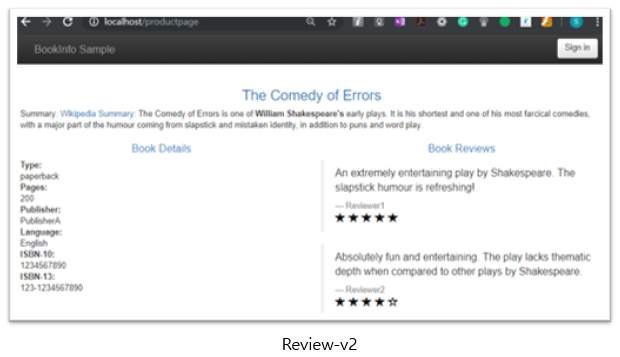 localhost/productpage
BookInfo Sample
Sign in
The Comedy of Errors
Summary: Wikipedia Summary: The Comedy of Errors is one of William Shakespeare's early plays. It is his shortest and one of his most farcical comedies,
with a major part of the humour coming from slapstick and mistaken identity, in addition to puns and word play.
Book Details
Type:
paperback
Pages:
200
Publisher:
PublisherA
Language:
English
ISBN-10:
1234567890
ISBN-13:
123-1234567890
Book Reviews
An extremely entertaining play by Shakespeare. The
slapstick humour is refreshing!
— Reviewer1
★★★★★
Absolutely fun and entertaining. The play lacks thematic
depth when compared to other plays by Shakespeare.
— Reviewer2
★★★★☆
Review-v2